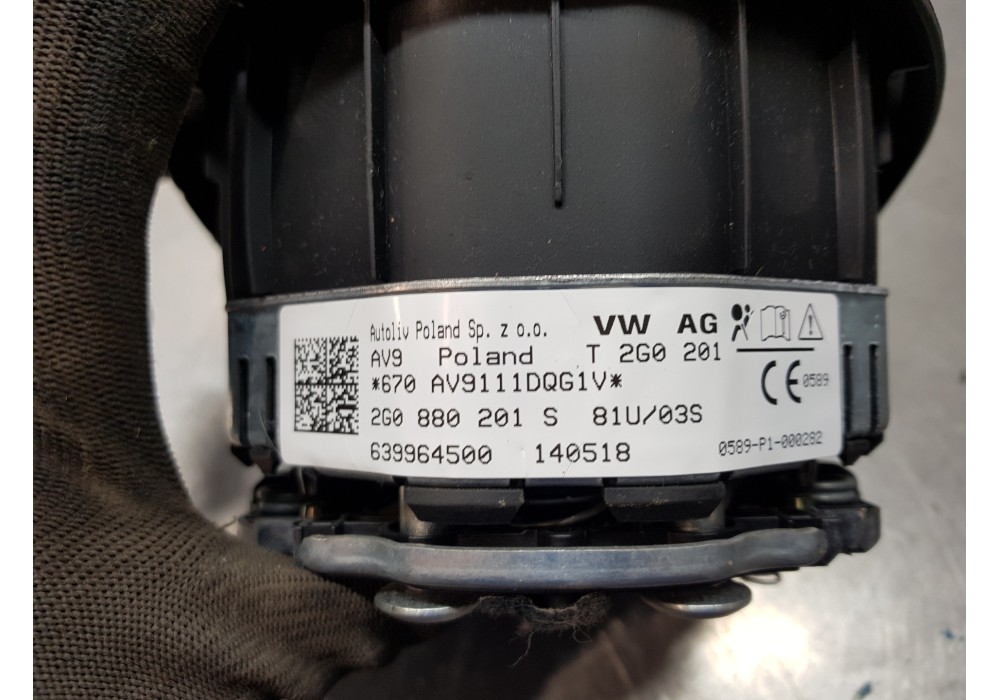 Autoliv Poland Sp. z o.o. VW AG
AV9 Poland T 2G0 201
*670 AV9111DQG1V*
CE 0589
2G0 880 201 S 81U/03S
639964500 140518 0589-P1-000282